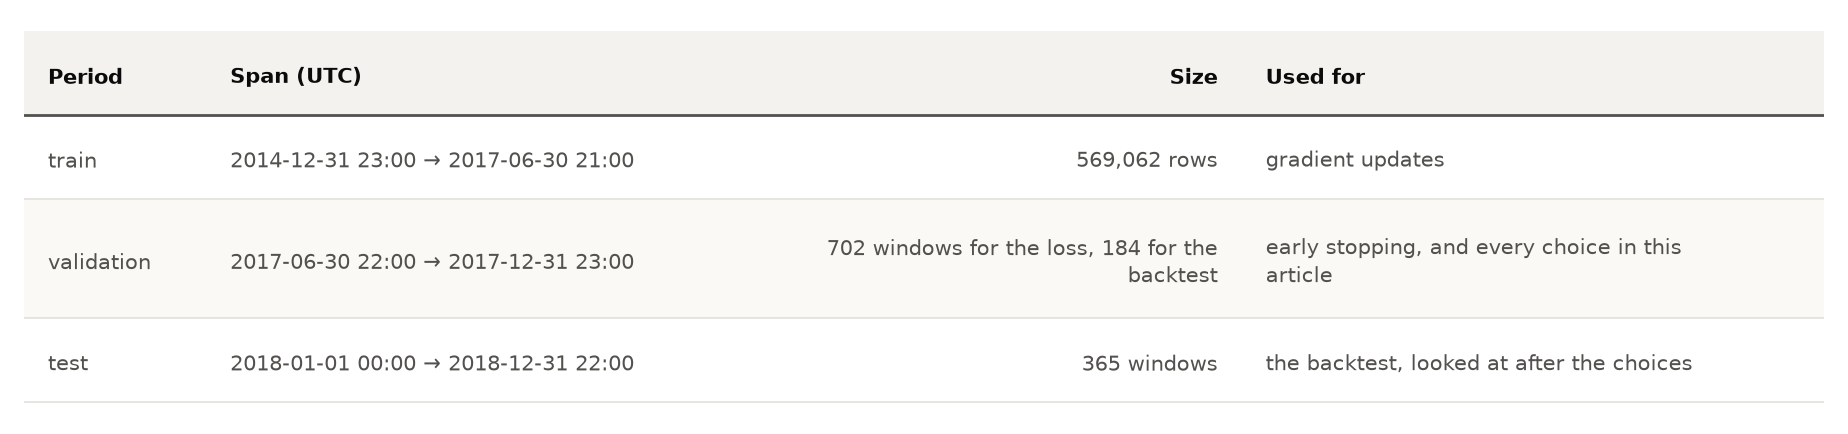 Period Span (UTC) Size Used for
train 2014-12-31 23:00 → 2017-06-30 21:00 569,062 rows gradient updates
validation 2017-06-30 22:00 → 2017-12-31 23:00 702 windows for the loss, 184 for the backtest early stopping, and every choice in this article
test 2018-01-01 00:00 → 2018-12-31 22:00 365 windows the backtest, looked at after the choices